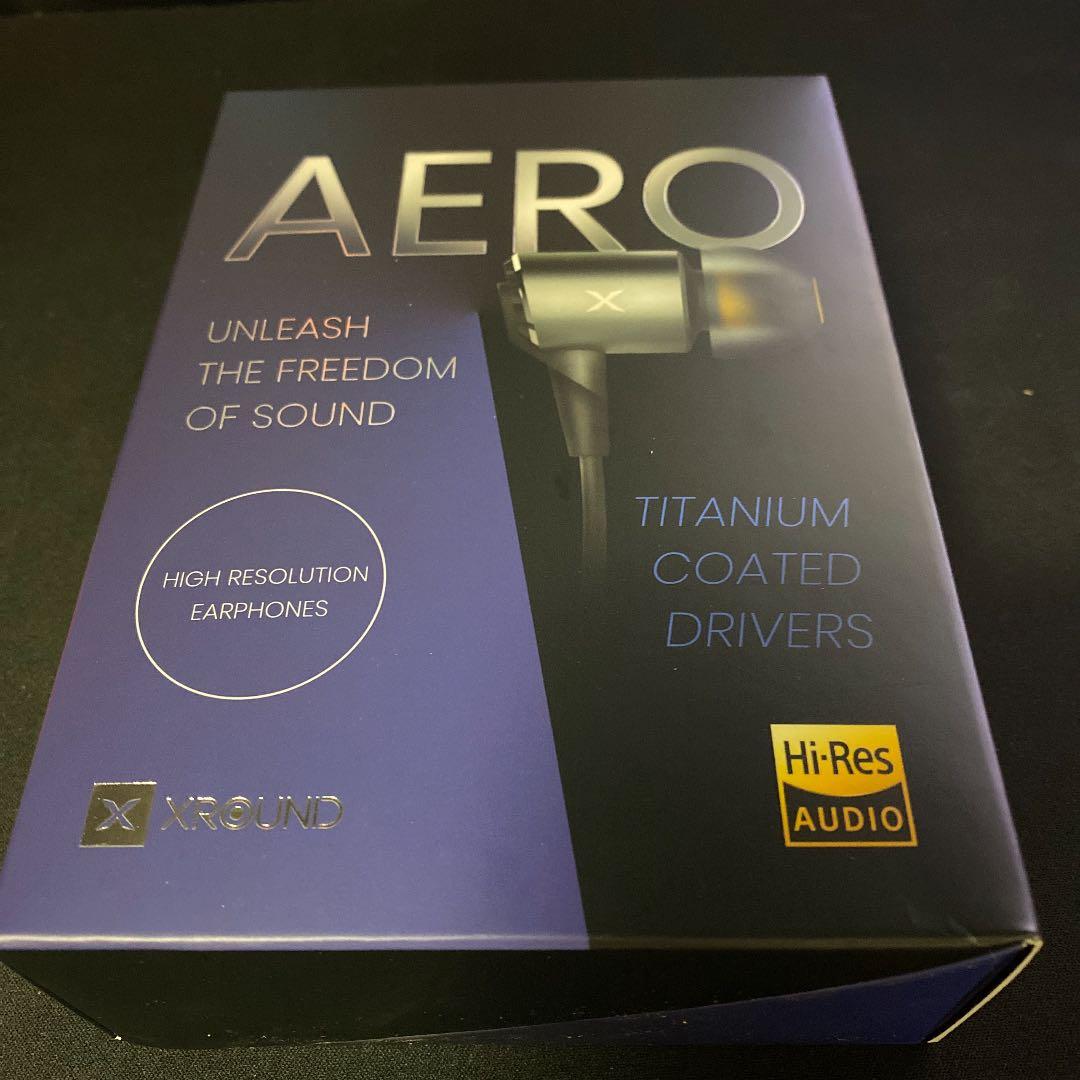 AERO
X
UNLEASH
THE FREEDOM
OF SOUND
TITANIUM
COATED
DRIVERS
HIGH RESOLUTION
EARPHONES
X XROUND
Hi-Res
AUDIO